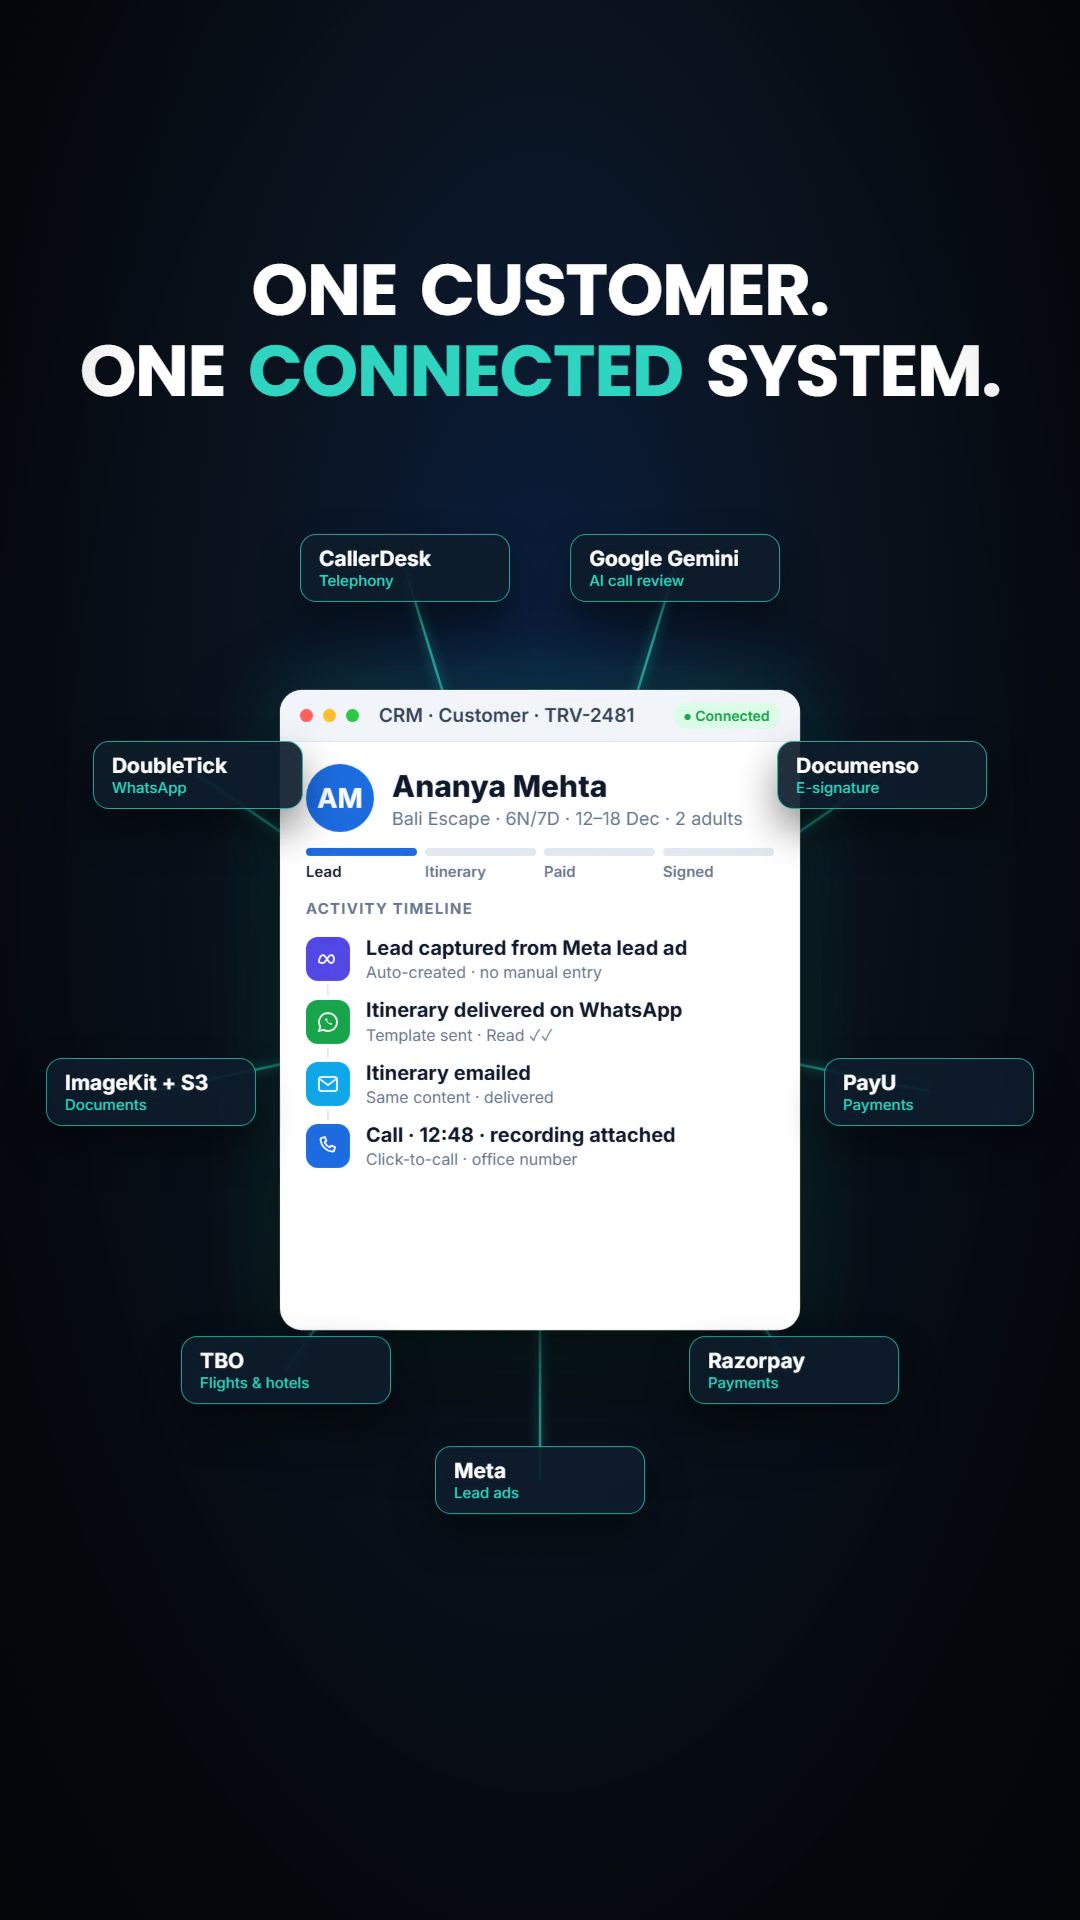 ONE CUSTOMER.
ONE CONNECTED SYSTEM.
CallerDesk
Telephony
Google Gemini
AI call review
CRM · Customer · TRV-2481
● Connected
DoubleTick
WhatsApp
Documenso
E-signature
AM
Ananya Mehta
Bali Escape · 6N/7D · 12–18 Dec · 2 adults
Lead
Itinerary
Paid
Signed
ACTIVITY TIMELINE
Lead captured from Meta lead ad
Auto-created · no manual entry
Itinerary delivered on WhatsApp
Template sent · Read ✓✓
ImageKit + S3
Documents
Itinerary emailed
Same content · delivered
PayU
Payments
Call · 12:48 · recording attached
Click-to-call · office number
TBO
Flights & hotels
Razorpay
Payments
Meta
Lead ads